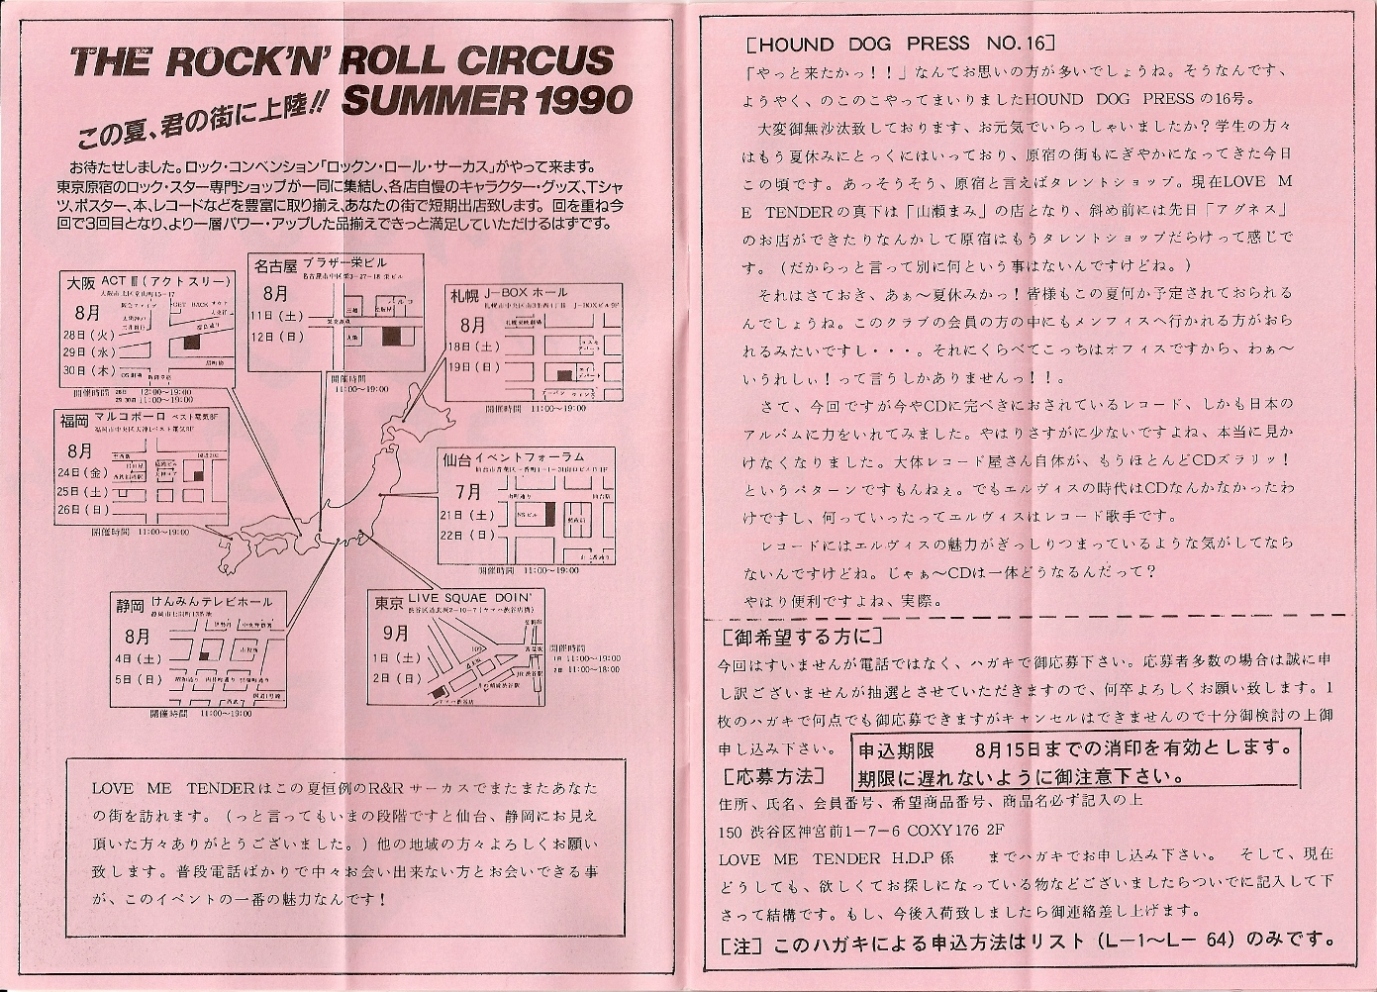 THE ROCK'N' ROLL CIRCUS
SUMMER 1990
この夏、君の街に上陸!!
お待たせしました。ロック・コンベンション「ロックン・ロール・サーカス」がやって来ます。
東京原宿のロック・スター専門ショップが一同に集結し、各店自慢のキャラクター・グッズ、Tシャ
ツ、ポスター、本、レコードなどを豊富に取り揃え、あなたの街で短期出店致します。回を重ね今
回で3回目となり、より一層パワー・アップした品揃えできっと満足していただけるはずです。
大阪 ACT Ⅲ (アクトスリー)
8月
28日(火)
29日(水)
30日(木)
開催時間 28日 12:00〜19:00
29.30日 11:00〜19:00
名古屋 ブラザー栄ビル
8月
11日(土)
12日(日)
開催時間
11:00〜19:00
札幌 J-BOX ホール
8月
18日(土)
19日(日)
開催時間 11:00〜19:00
福岡 マルコポーロ ベスト電気8F
8月
24日(金)
25日(土)
26日(日)
開催時間 11:00〜19:00
仙台 イベントフォーラム
7月
21日(土)
22日(日)
開催時間 11:00〜19:00
静岡 けんみんテレビホール
8月
4日(土)
5日(日)
開催時間 11:00〜19:00
東京 LIVE SQUAE DOIN'
9月
1日(土)
2日(日)
開催時間
1日 11:00〜19:00
2日 11:00〜18:00
LOVE ME TENDERはこの夏恒例のR&Rサーカスでまたまたあなた
の街を訪れます。(っと言ってもいまの段階ですと仙台、静岡にお見え
頂いた方々ありがとうございました。)他の地域の方々よろしくお願い
致します。普段電話ばかりで中々お会い出来ない方とお会いできる事
が、このイベントの一番の魅力なんです!
[HOUND DOG PRESS NO.16]
「やっと来たかっ!!」なんてお思いの方が多いでしょうね。そうなんです、
ようやく、のこのこやってまいりましたHOUND DOG PRESSの16号。
大変御無沙汰致しております、お元気でいらっしゃいましたか?学生の方々
はもう夏休みにとっくにはいっており、原宿の街もにぎやかになってきた今日
この頃です。あっそうそう、原宿と言えばタレントショップ。現在LOVE M
E TENDERの真下は「山瀬まみ」の店となり、斜め前には先日「アグネス」
のお店ができたりなんかして原宿はもうタレントショップだらけって感じで
す。(だからっと言って別に何という事はないんですけどね。)
それはさておき、あぁ〜夏休みかっ!皆様もこの夏何か予定されておられる
んでしょうね。このクラブの会員の方の中にもメンフィスへ行かれる方がおら
れるみたいですし・・・。それにくらべてこっちはオフィスですから、わぁ〜
いうれしぃ!って言うしかありませんっ!!。
さて、今回ですが今やCDに完ぺきにおされているレコード、しかも日本の
アルバムに力をいれてみました。やはりさすがに少ないですよね、本当に見か
けなくなりました。大体レコード屋さん自体が、もうほとんどCDズラリッ!
というパターンですもんねぇ。でもエルヴィスの時代はCDなんかなかったわ
けですし、何っていったってエルヴィスはレコード歌手です。
レコードにはエルヴィスの魅力がぎっしりつまっているような気がしてなら
ないんですけどね。じゃぁ〜CDは一体どうなるんだって?
やはり便利ですよね、実際。
[御希望する方に]
今回はすいませんが電話ではなく、ハガキで御応募下さい。応募者多数の場合は誠に申
し訳ございませんが抽選とさせていただきますので、何卒よろしくお願い致します。1
枚のハガキで何点でも御応募できますがキャンセルはできませんので十分御検討の上御
申し込み下さい。
申込期限 8月15日までの消印を有効とします。
期限に遅れないように御注意下さい。
[応募方法]
住所、氏名、会員番号、希望商品番号、商品名必ず記入の上
150 渋谷区神宮前1-7-6 COXY176 2F
LOVE ME TENDER H.D.P係 までハガキでお申し込み下さい。 そして、現在
どうしても、欲しくてお探しになっている物などございましたらついでに記入して下
さって結構です。もし、今後入荷致しましたら御連絡差し上げます。
[注]このハガキによる申込方法はリスト(L-1〜L-64)のみです。